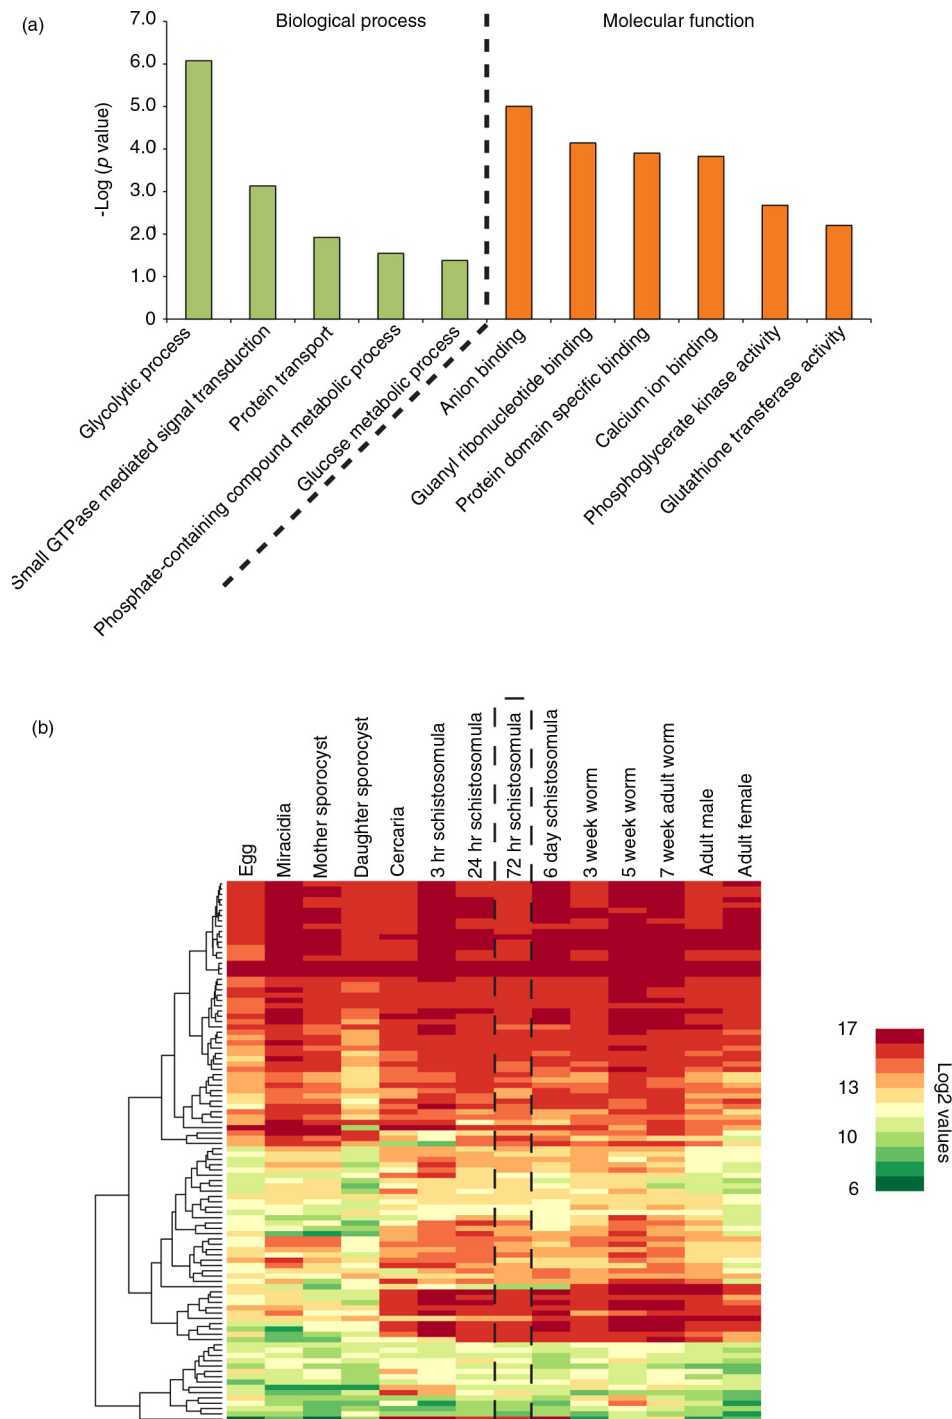 (a)
Biological process
Molecular function
-Log (p value)
7.0
6.0
5.0
4.0
3.0
2.0
1.0
0
Glycolytic process
Small GTPase mediated signal transduction
Protein transport
Phosphate-containing compound metabolic process
Glucose metabolic process
Anion binding
Guanyl ribonucleotide binding
Protein domain specific binding
Calcium ion binding
Phosphoglycerate kinase activity
Glutathione transferase activity
(b)
Egg
Miracidia
Mother sporocyst
Daughter sporocyst
Cercaria
3 hr schistosomula
24 hr schistosomula
72 hr schistosomula
6 day schistosomula
3 week worm
5 week worm
7 week adult worm
Adult male
Adult female
17
13
10
6
Log2 values